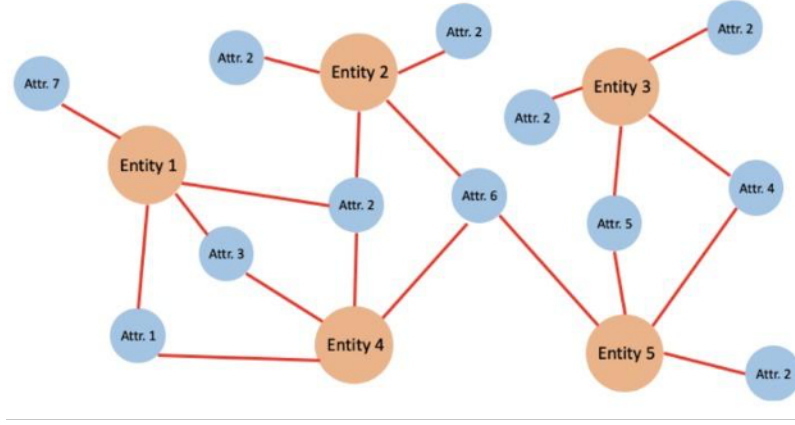 Attr. 2
Attr. 2
Attr. 2
Entity 2
Entity 3
Attr. 7
Attr. 2
Entity 1
Attr. 4
Attr. 6
Attr. 2
Attr. 5
Attr. 3
Attr. 1
Entity 4
Entity 5
Attr. 2